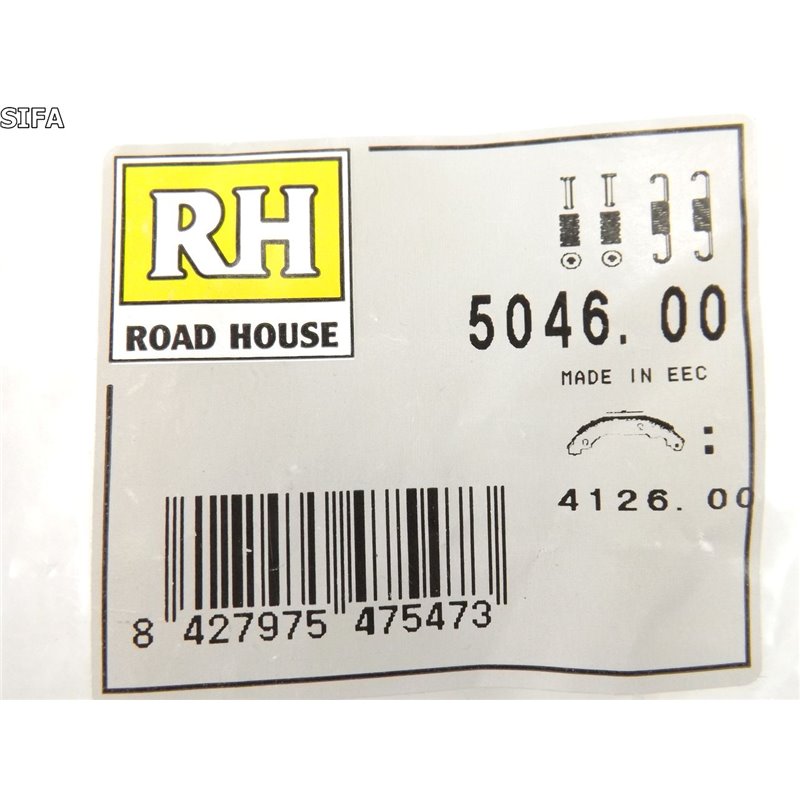 SIFA
RH
ROAD HOUSE
5046.00
MADE IN EEC
:
4126.00
8 427975 475473